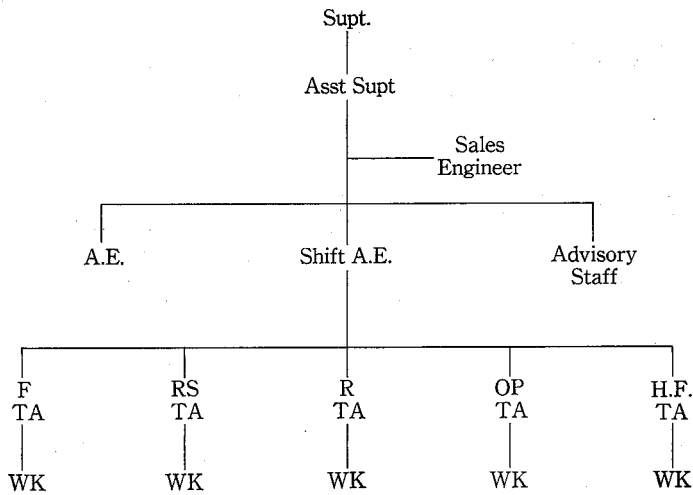 Supt.
Asst Supt
Sales
Engineer
A.E.
Shift A.E.
Advisory
Staff
F
TA
RS
TA
R
TA
OP
TA
H.F.
TA
WK
WK
WK
WK
WK